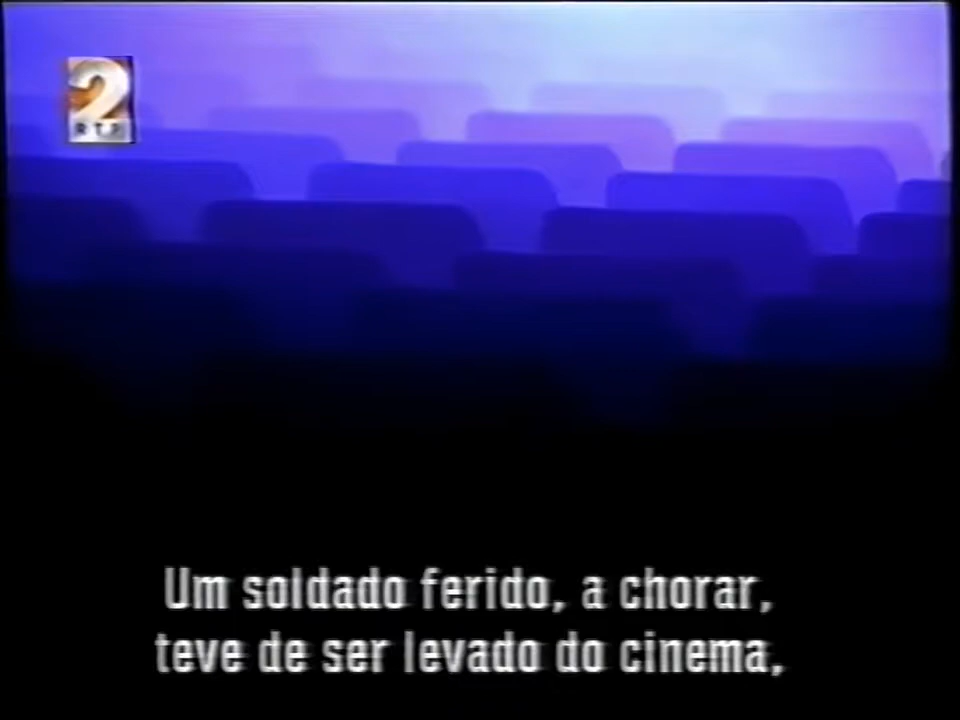 2
RTP
Um soldado ferido, a chorar,
teve de ser levado do cinema,